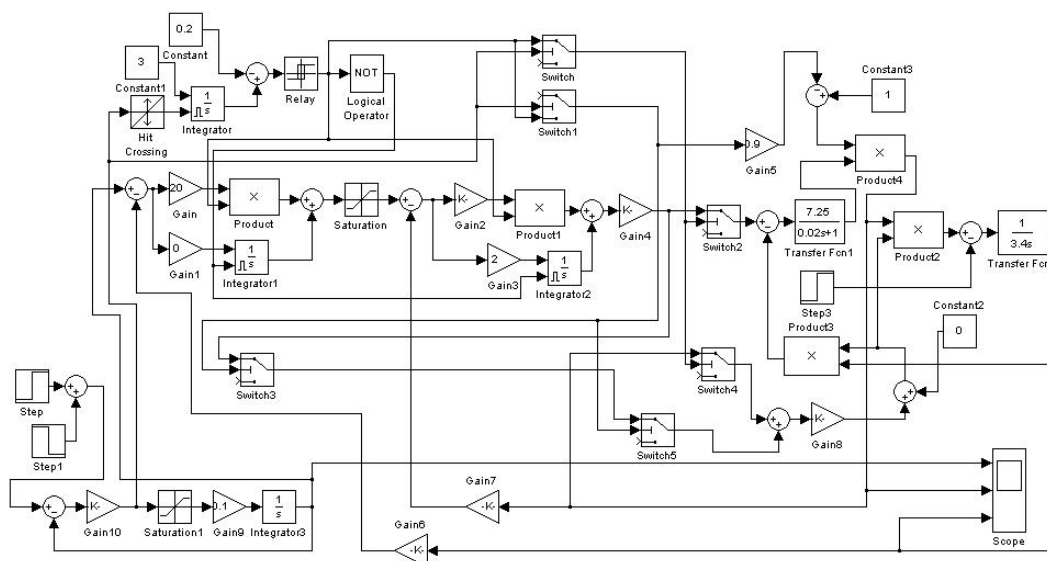 0.2
Constant
3
Constant1
1
s
Integrator
Hit
Crossing
Relay
NOT
Logical
Operator
Switch
Switch1
Constant3
1
0.9
Gain5
×
Product4
20
Gain
×
Product
Saturation
K-
Gain2
×
Product1
K-
Gain4
Switch2
7.25
0.02s+1
Transfer Fcn1
×
Product2
1
3.4s
Transfer Fcn
0
Gain1
1
s
Integrator1
2
Gain3
1
s
Integrator2
Step3
Product3
×
Constant2
0
Switch3
Switch4
Switch5
K-
Gain8
Step
Step1
K-
Gain10
Saturation1
0.1
Gain9
1
s
Integrator3
Gain7
-K-
Gain6
-K-
Scope